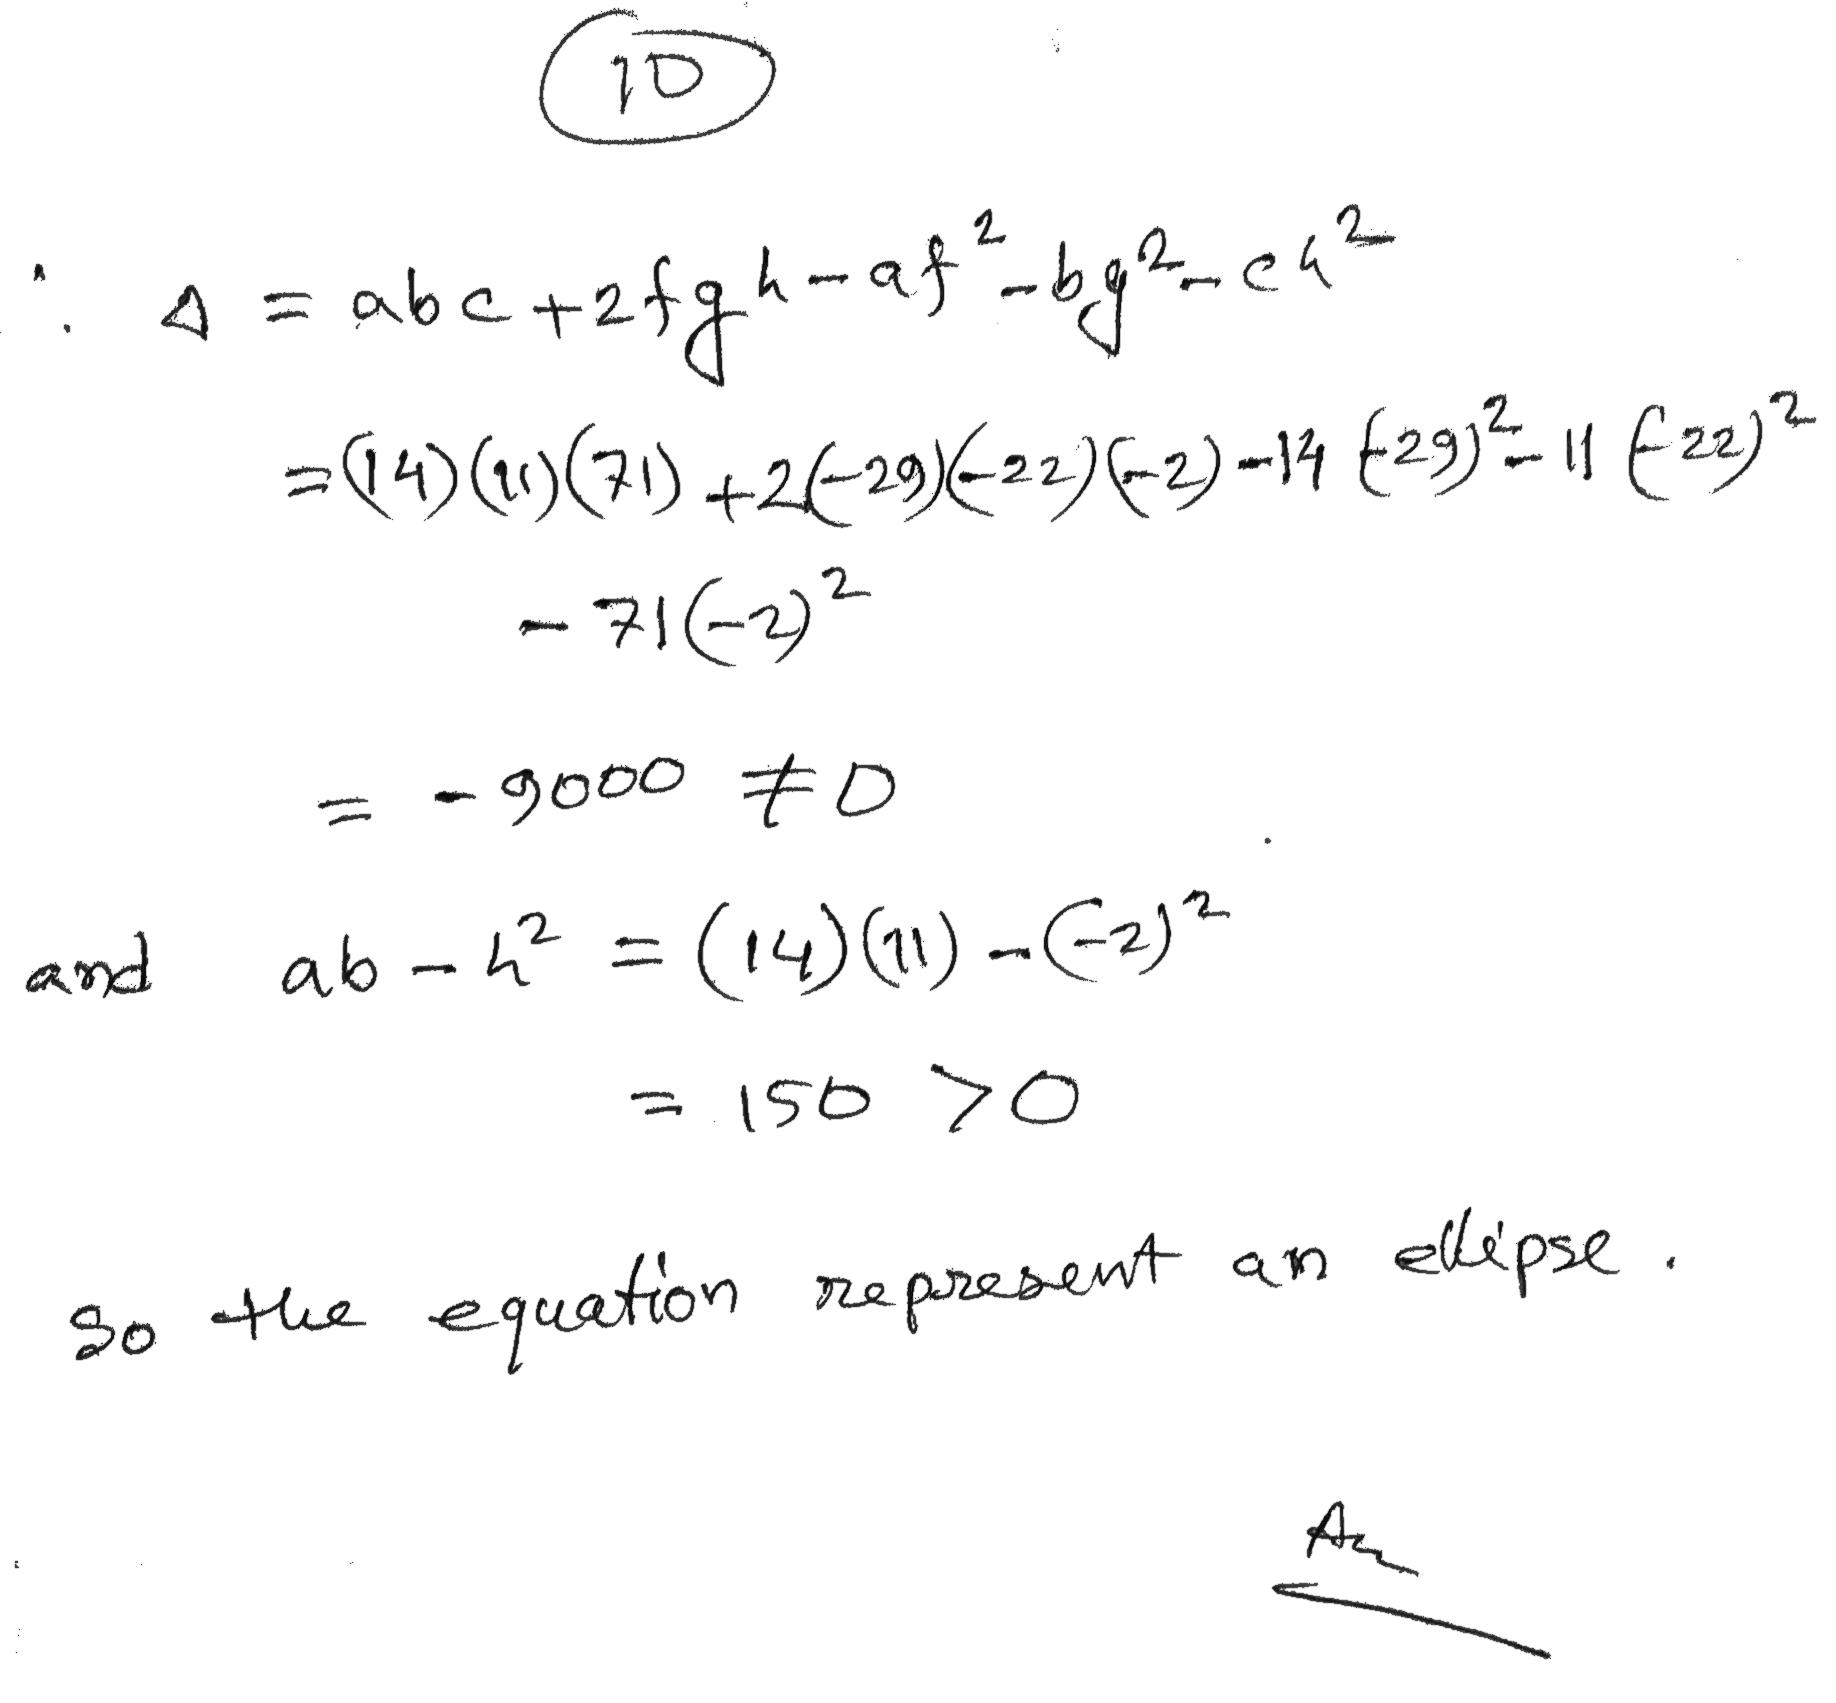 10
∴ Δ = abc + 2fgh - af² - bg² - ch²
= (14)(11)(71) + 2(-29)(-22)(-2) - 14(-29)² - 11(-22)²
- 71(-2)²
= - 9000 ≠ 0
and ab - h² = (14)(11) - (-2)²
= 150 > 0
So the equation represent an ellipse.
Ans